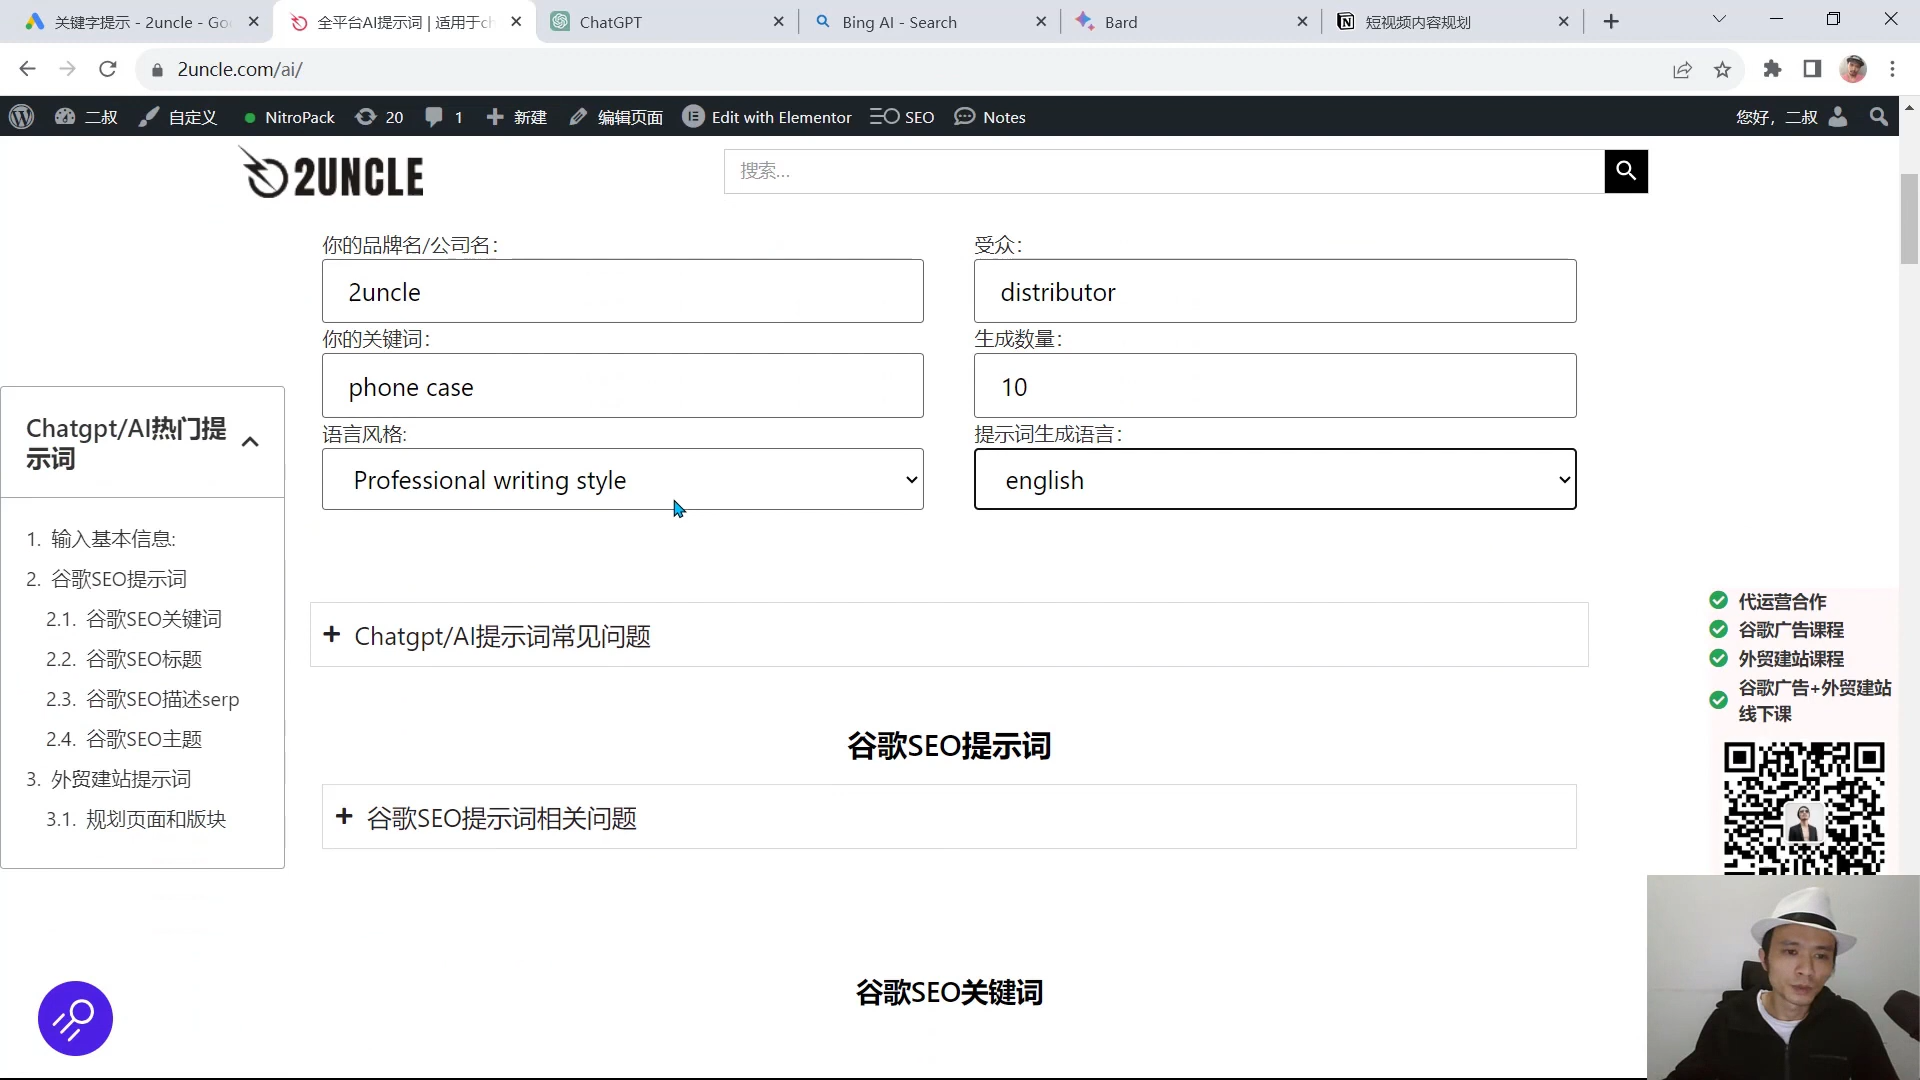 关键字提示 - 2uncle - Goo
全平台AI提示词 | 适用于ch
ChatGPT
Bing AI - Search
Bard
短视频内容规划
2uncle.com/ai/
二叔
自定义
NitroPack
20
1
新建
编辑页面
Edit with Elementor
SEO
Notes
您好，二叔
2UNCLE
搜索...
你的品牌名/公司名：
受众：
2uncle
distributor
你的关键词：
生成数量：
phone case
10
语言风格:
提示词生成语言：
Professional writing style
english
Chatgpt/AI热门提
示词
1. 输入基本信息:
2. 谷歌SEO提示词
2.1. 谷歌SEO关键词
2.2. 谷歌SEO标题
2.3. 谷歌SEO描述serp
2.4. 谷歌SEO主题
3. 外贸建站提示词
3.1. 规划页面和版块
Chatgpt/AI提示词常见问题
谷歌SEO提示词
谷歌SEO提示词相关问题
谷歌SEO关键词
代运营合作
谷歌广告课程
外贸建站课程
谷歌广告+外贸建站
线下课